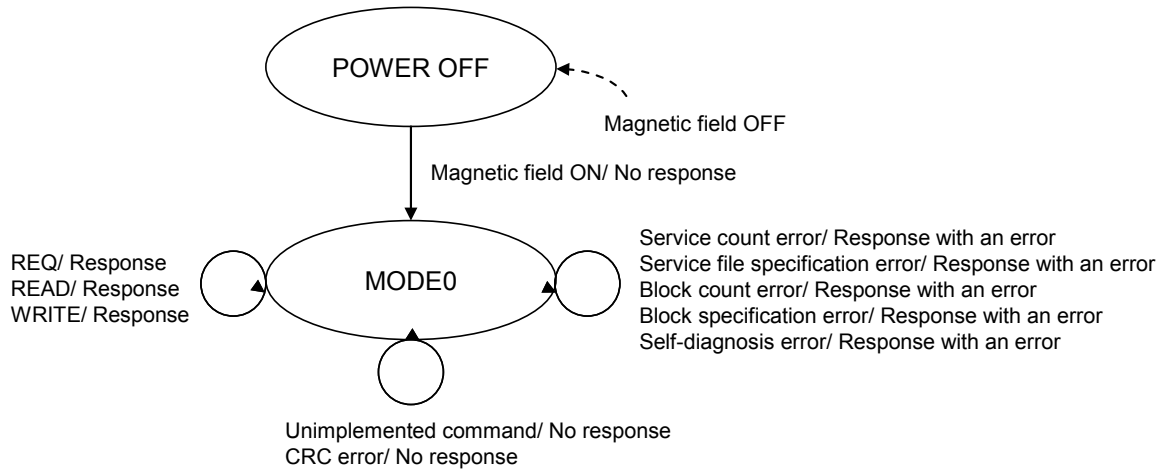 POWER OFF
Magnetic field OFF
Magnetic field ON/ No response
REQ/ Response
READ/ Response
WRITE/ Response
MODE0
Service count error/ Response with an error
Service file specification error/ Response with an error
Block count error/ Response with an error
Block specification error/ Response with an error
Self-diagnosis error/ Response with an error
Unimplemented command/ No response
CRC error/ No response